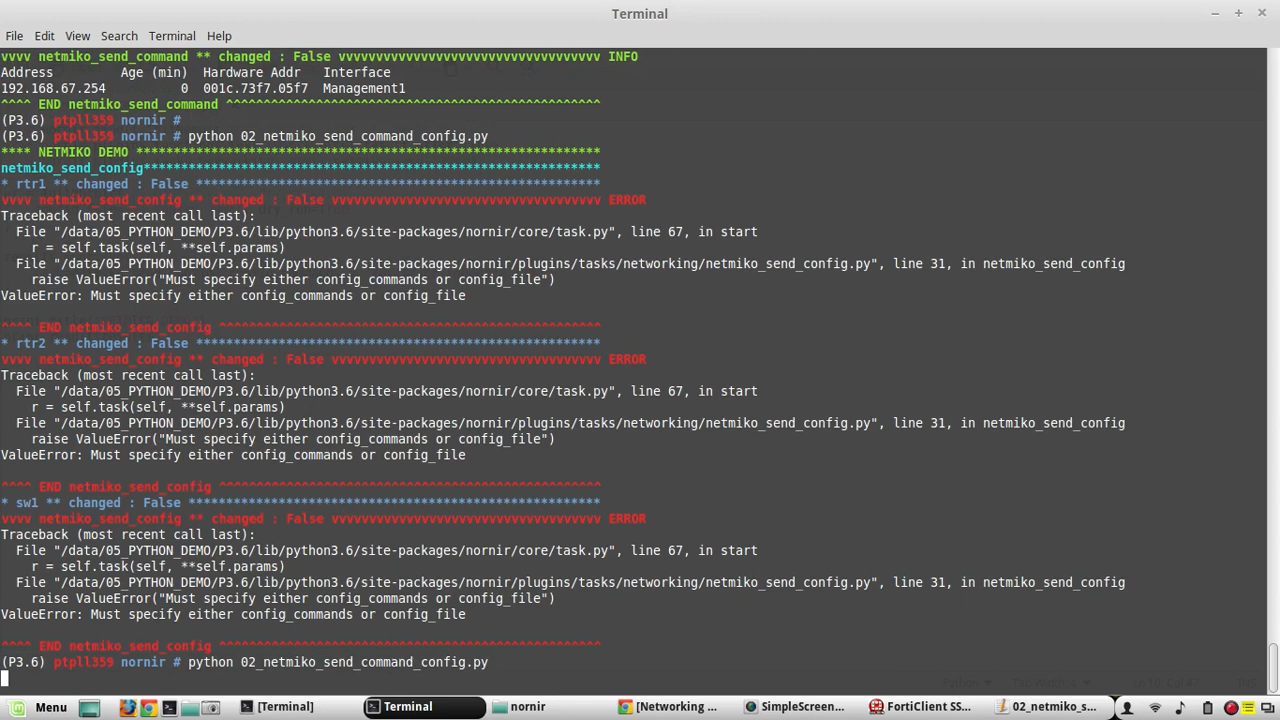 Terminal
File Edit View Search Terminal Help
vvvv netmiko_send_command ** changed : False vvvvvvvvvvvvvvvvvvvvvvvvvvvvvvvvvvv INFO
Address Age (min) Hardware Addr Interface
192.168.67.254 0 001c.73f7.05f7 Management1
^^^^ END netmiko_send_command ^^^^^^^^^^^^^^^^^^^^^^^^^^^^^^^^^^^^^^^^^^^^^^^^^^
(P3.6) ptpll359 nornir #
(P3.6) ptpll359 nornir # python 02_netmiko_send_command_config.py
**** NETMIKO DEMO **************************************************************
netmiko_send_config*************************************************************
* rtr1 ** changed : False ******************************************************
vvvv netmiko_send_config ** changed : False vvvvvvvvvvvvvvvvvvvvvvvvvvvvvvvvvvvv ERROR
Traceback (most recent call last):
File "/data/05_PYTHON_DEMO/P3.6/lib/python3.6/site-packages/nornir/core/task.py", line 67, in start
r = self.task(self, **self.params)
File "/data/05_PYTHON_DEMO/P3.6/lib/python3.6/site-packages/nornir/plugins/tasks/networking/netmiko_send_config.py", line 31, in netmiko_send_config
raise ValueError("Must specify either config_commands or config_file")
ValueError: Must specify either config_commands or config_file
^^^^ END netmiko_send_config ^^^^^^^^^^^^^^^^^^^^^^^^^^^^^^^^^^^^^^^^^^^^^^^^^^^
* rtr2 ** changed : False ******************************************************
vvvv netmiko_send_config ** changed : False vvvvvvvvvvvvvvvvvvvvvvvvvvvvvvvvvvvv ERROR
Traceback (most recent call last):
File "/data/05_PYTHON_DEMO/P3.6/lib/python3.6/site-packages/nornir/core/task.py", line 67, in start
r = self.task(self, **self.params)
File "/data/05_PYTHON_DEMO/P3.6/lib/python3.6/site-packages/nornir/plugins/tasks/networking/netmiko_send_config.py", line 31, in netmiko_send_config
raise ValueError("Must specify either config_commands or config_file")
ValueError: Must specify either config_commands or config_file
^^^^ END netmiko_send_config ^^^^^^^^^^^^^^^^^^^^^^^^^^^^^^^^^^^^^^^^^^^^^^^^^^^
* sw1 ** changed : False *******************************************************
vvvv netmiko_send_config ** changed : False vvvvvvvvvvvvvvvvvvvvvvvvvvvvvvvvvvvv ERROR
Traceback (most recent call last):
File "/data/05_PYTHON_DEMO/P3.6/lib/python3.6/site-packages/nornir/core/task.py", line 67, in start
r = self.task(self, **self.params)
File "/data/05_PYTHON_DEMO/P3.6/lib/python3.6/site-packages/nornir/plugins/tasks/networking/netmiko_send_config.py", line 31, in netmiko_send_config
raise ValueError("Must specify either config_commands or config_file")
ValueError: Must specify either config_commands or config_file
^^^^ END netmiko_send_config ^^^^^^^^^^^^^^^^^^^^^^^^^^^^^^^^^^^^^^^^^^^^^^^^^^^
(P3.6) ptpll359 nornir # python 02_netmiko_send_command_config.py
Menu [Terminal] Terminal nornir [Networking ... SimpleScreen... FortiClient SS... 02_netmiko_s...